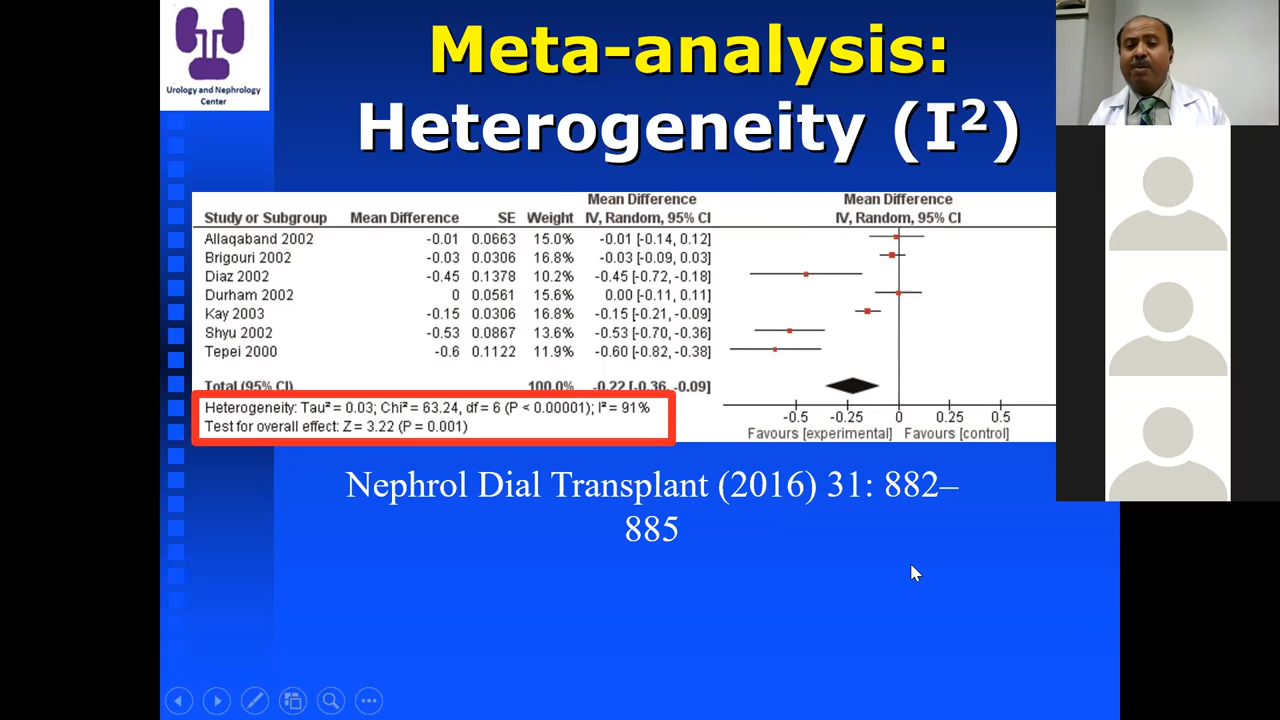 Urology and Nephrology
Center
Meta-analysis:
Heterogeneity (I²)
Mean Difference Mean Difference
Study or Subgroup Mean Difference SE Weight IV, Random, 95% CI IV, Random, 95% CI
Allaqaband 2002 -0.01 0.0663 15.0% -0.01 [-0.14, 0.12]
Brigouri 2002 -0.03 0.0306 16.8% -0.03 [-0.09, 0.03]
Diaz 2002 -0.45 0.1378 10.2% -0.45 [-0.72, -0.18]
Durham 2002 0 0.0561 15.6% 0.00 [-0.11, 0.11]
Kay 2003 -0.15 0.0306 16.8% -0.15 [-0.21, -0.09]
Shyu 2002 -0.53 0.0867 13.6% -0.53 [-0.70, -0.36]
Tepei 2000 -0.6 0.1122 11.9% -0.60 [-0.82, -0.38]
Total (95% CI) 100.0% -0.22 [-0.36, -0.09]
Heterogeneity: Tau² = 0.03; Chi² = 63.24, df = 6 (P < 0.00001); I² = 91%
Test for overall effect: Z = 3.22 (P = 0.001)
-0.5 -0.25 0 0.25 0.5
Favours [experimental] Favours [control]
Nephrol Dial Transplant (2016) 31: 882–
885